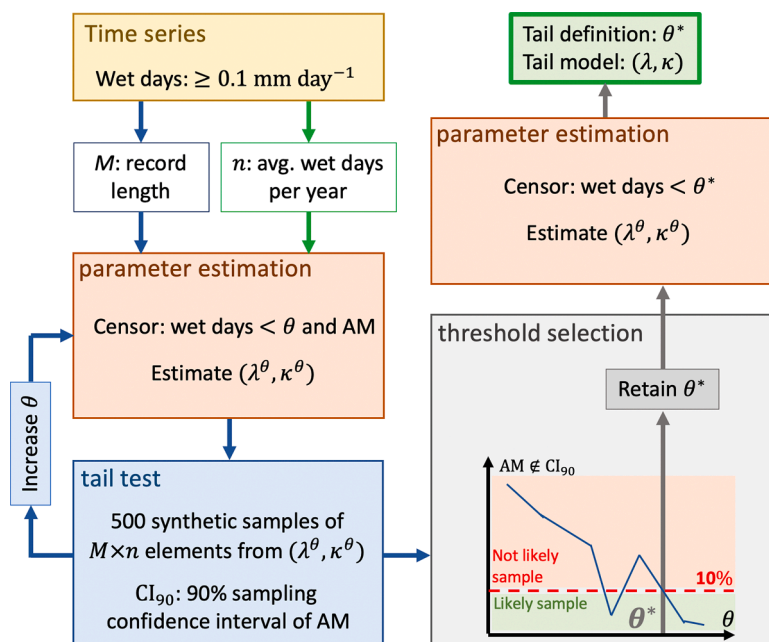 Time series
Wet days: ≥ 0.1 mm day⁻¹
M: record
length
n: avg. wet days
per year
parameter estimation
Censor: wet days < θ and AM
Estimate (λ^θ, κ^θ)
Increase θ
tail test
500 synthetic samples of
M×n elements from (λ^θ, κ^θ)
CI₉₀: 90% sampling
confidence interval of AM
threshold selection
AM ∉ CI₉₀
Not likely
sample
10%
Likely sample
θ*
θ
Retain θ*
parameter estimation
Censor: wet days < θ*
Estimate (λ^θ, κ^θ)
Tail definition: θ*
Tail model: (λ, κ)